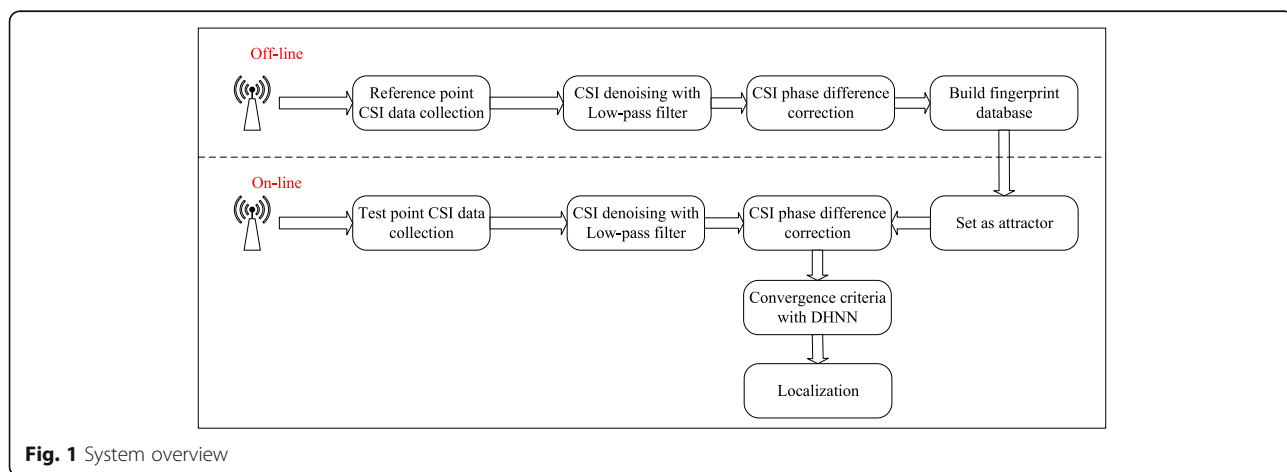 Off-line
Reference point
CSI data collection
CSI denoising with
Low-pass filter
CSI phase difference
correction
Build fingerprint
database
On-line
Test point CSI data
collection
CSI denoising with
Low-pass filter
CSI phase difference
correction
Set as attractor
Convergence criteria
with DHNN
Localization
Fig. 1 System overview